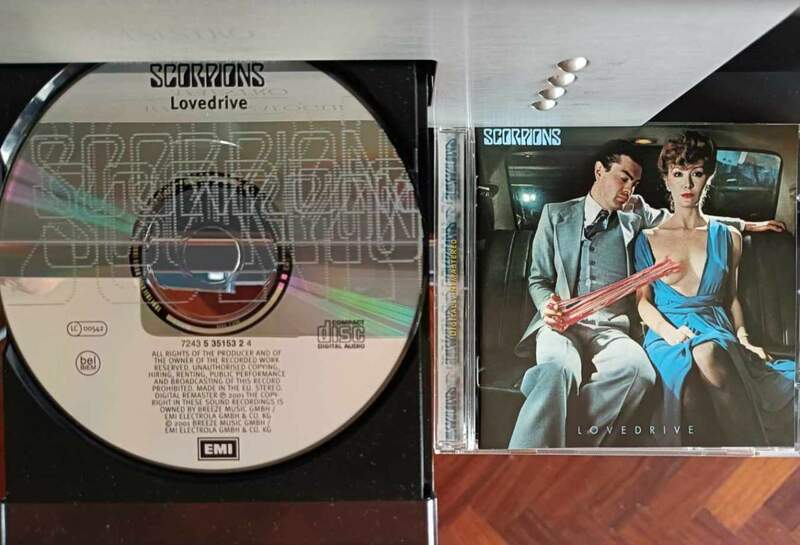 SCORPIONS
Lovedrive
LC 00542
bel
BIEM
COMPACT
disc
DIGITAL AUDIO
7243 5 35153 2 4
ALL RIGHTS OF THE PRODUCER AND OF
THE OWNER OF THE RECORDED WORK
RESERVED. UNAUTHORISED COPYING,
HIRING, RENTING, PUBLIC PERFORMANCE
AND BROADCASTING OF THIS RECORD
PROHIBITED. MADE IN THE EU. STEREO.
DIGITAL REMASTER ℗ 2001 THE COPY-
RIGHT IN THESE SOUND RECORDINGS IS
OWNED BY BREEZE MUSIC GMBH /
EMI ELECTROLA GMBH & CO. KG
© 2001 BREEZE MUSIC GMBH /
EMI ELECTROLA GMBH & CO. KG
EMI
DIGITALLY REMASTERED
SCORPIONS
LOVEDRIVE